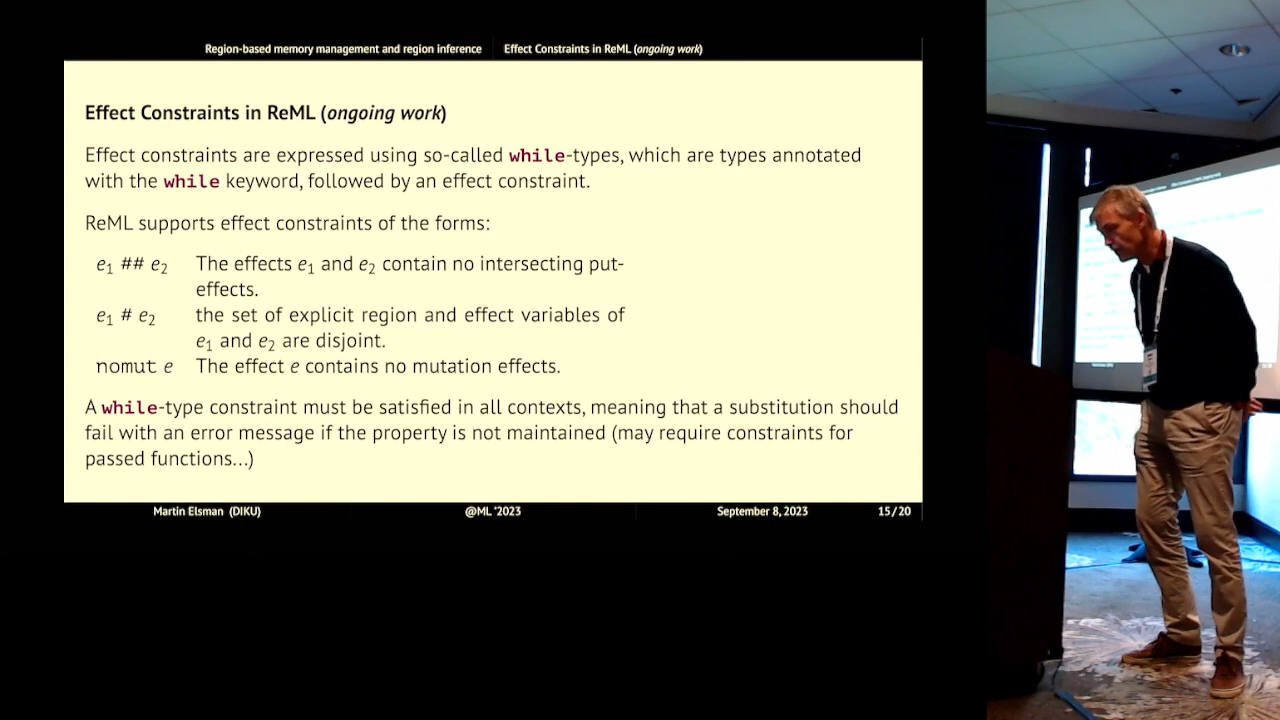 Region-based memory management and region inference Effect Constraints in ReML (ongoing work)
Effect Constraints in ReML (ongoing work)
Effect constraints are expressed using so-called while-types, which are types annotated
with the while keyword, followed by an effect constraint.
ReML supports effect constraints of the forms:
e1 ## e2 The effects e1 and e2 contain no intersecting put-
effects.
e1 # e2 the set of explicit region and effect variables of
e1 and e2 are disjoint.
nomut e The effect e contains no mutation effects.
A while-type constraint must be satisfied in all contexts, meaning that a substitution should
fail with an error message if the property is not maintained (may require constraints for
passed functions...)
Martin Elsman (DIKU) @ML '2023 September 8, 2023 15/20